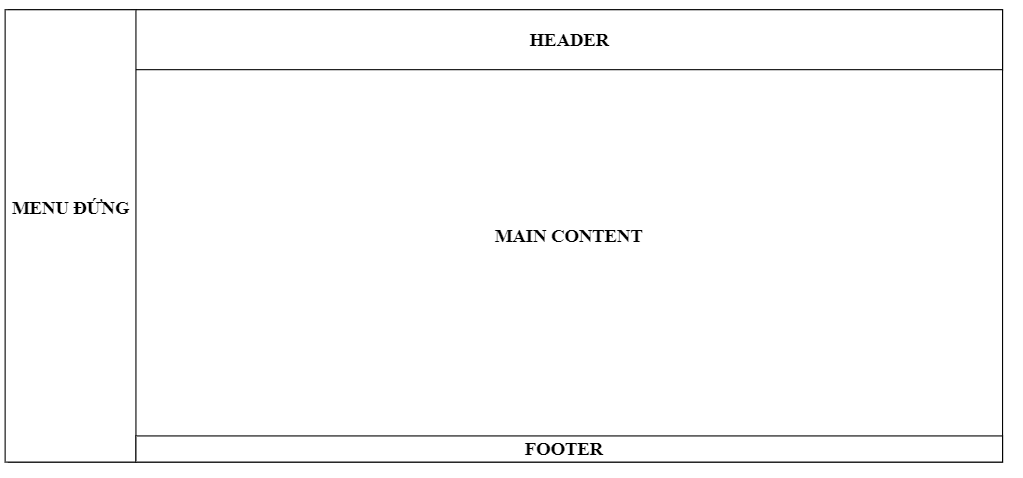 HEADER
MENU ĐỨNG
MAIN CONTENT
FOOTER